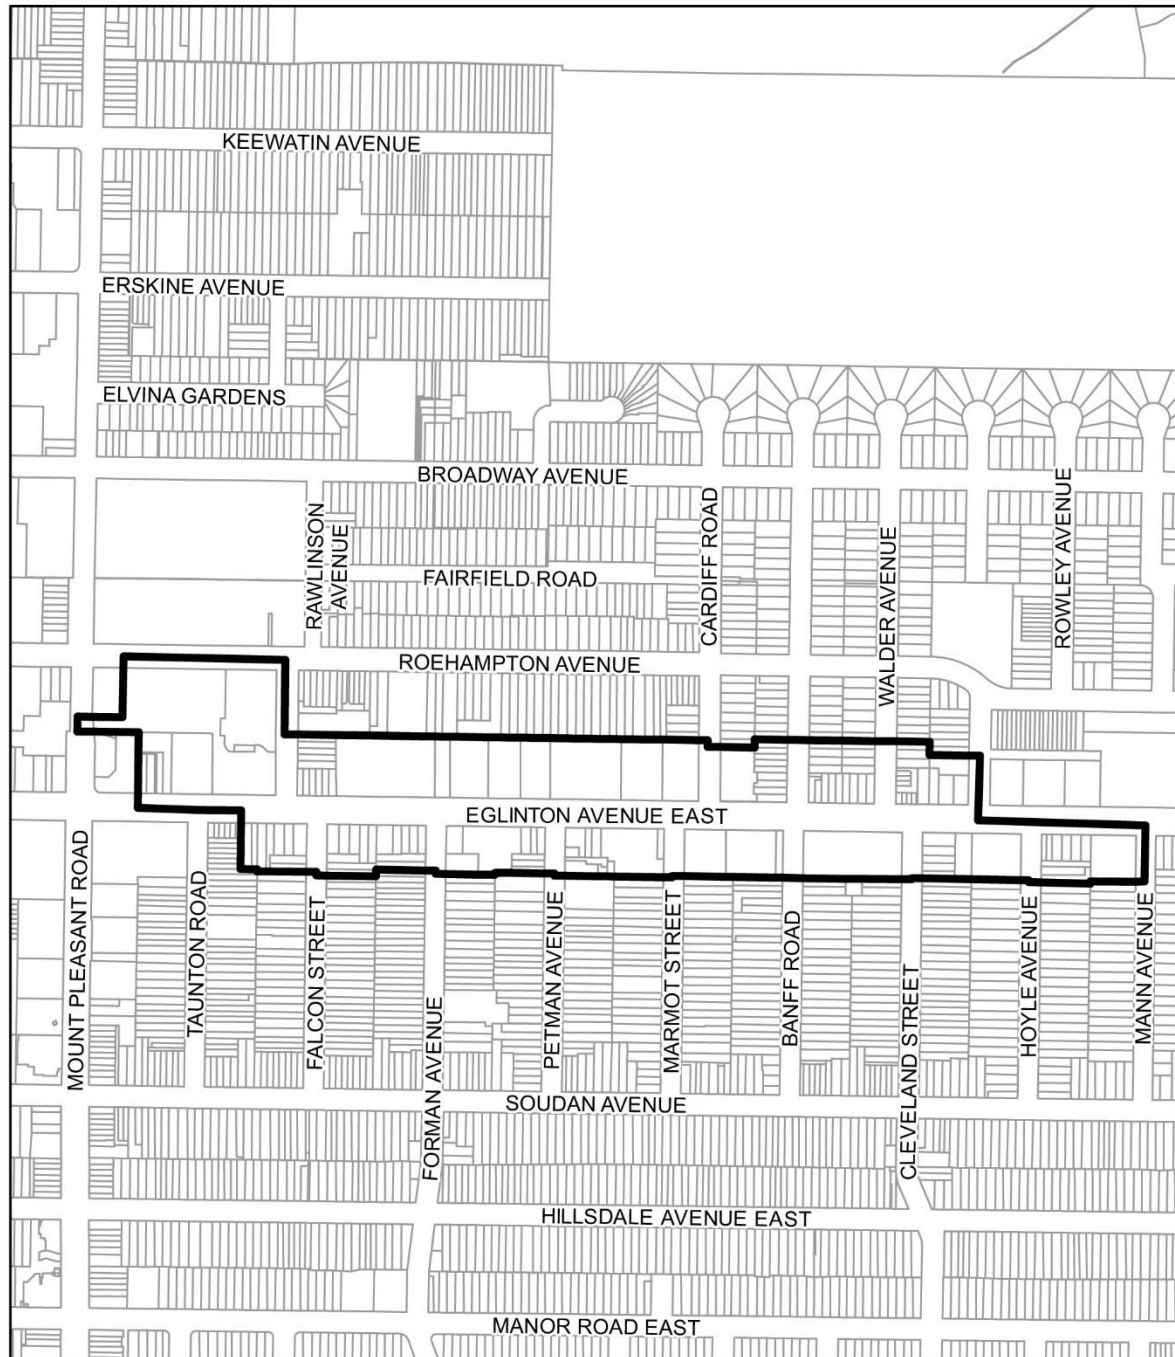 KEEWATIN AVENUE
ERSKINE AVENUE
ELVINA GARDENS
BROADWAY AVENUE
RAWLINSON
AVENUE
FAIRFIELD ROAD
CARDIFF ROAD
WALDER AVENUE
ROWLEY AVENUE
ROEHAMPTON AVENUE
EGLINTON AVENUE EAST
MOUNT PLEASANT ROAD
TAUNTON ROAD
FALCON STREET
FORMAN AVENUE
PETMAN AVENUE
MARMOT STREET
BANFF ROAD
CLEVELAND STREET
HOYLE AVENUE
MANN AVENUE
SOUDAN AVENUE
HILLSDALE AVENUE EAST
MANOR ROAD EAST